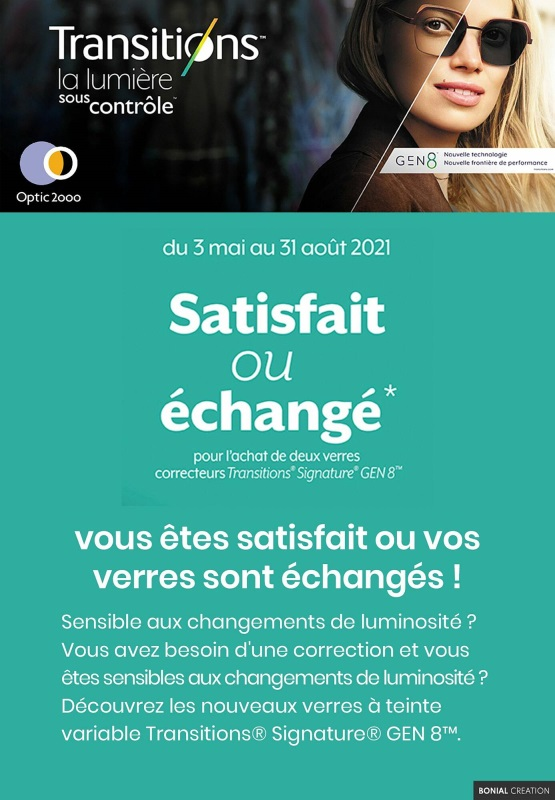 Transitions™
la lumière
sous
contrôle™
Optic 2ooo
GEN8™ Nouvelle technologie
Nouvelle frontière de performance
du 3 mai au 31 août 2021
Satisfait
ou
échangé*
pour l'achat de deux verres
correcteurs Transitions® Signature® GEN 8™
vous êtes satisfait ou vos
verres sont échangés !
Sensible aux changements de luminosité ?
Vous avez besoin d'une correction et vous
êtes sensibles aux changements de luminosité ?
Découvrez les nouveaux verres à teinte
variable Transitions® Signature® GEN 8™.
BONIAL CREATION